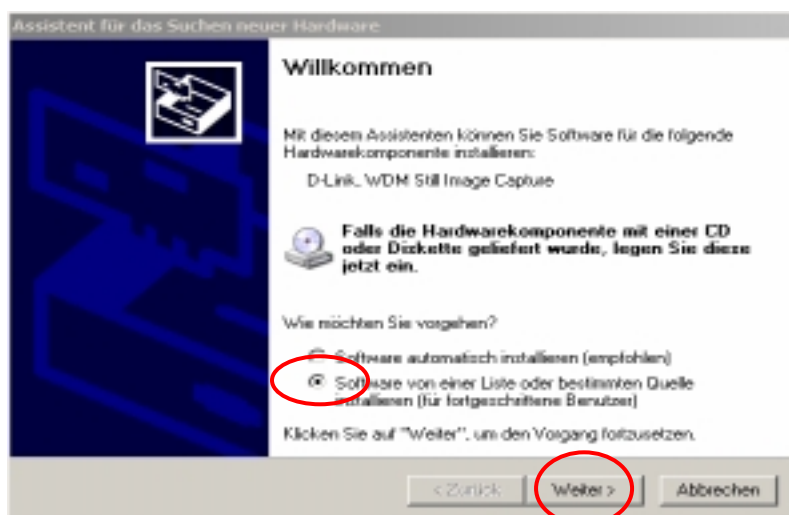 Assistent für das Suchen neuer Hardware
Willkommen
Mit diesem Assistenten können Sie Software für die folgende
Hardwarekomponente installieren:
D-Link. WDM Still Image Capture
Falls die Hardwarekomponente mit einer CD
oder Diskette geliefert wurde, legen Sie diese
jetzt ein.
Wie möchten Sie vorgehen?
Software automatisch installieren (empfohlen)
Software von einer Liste oder bestimmten Quelle
installieren (für fortgeschrittene Benutzer)
Klicken Sie auf "Weiter", um den Vorgang fortzusetzen.
< Zurück Weiter > Abbrechen